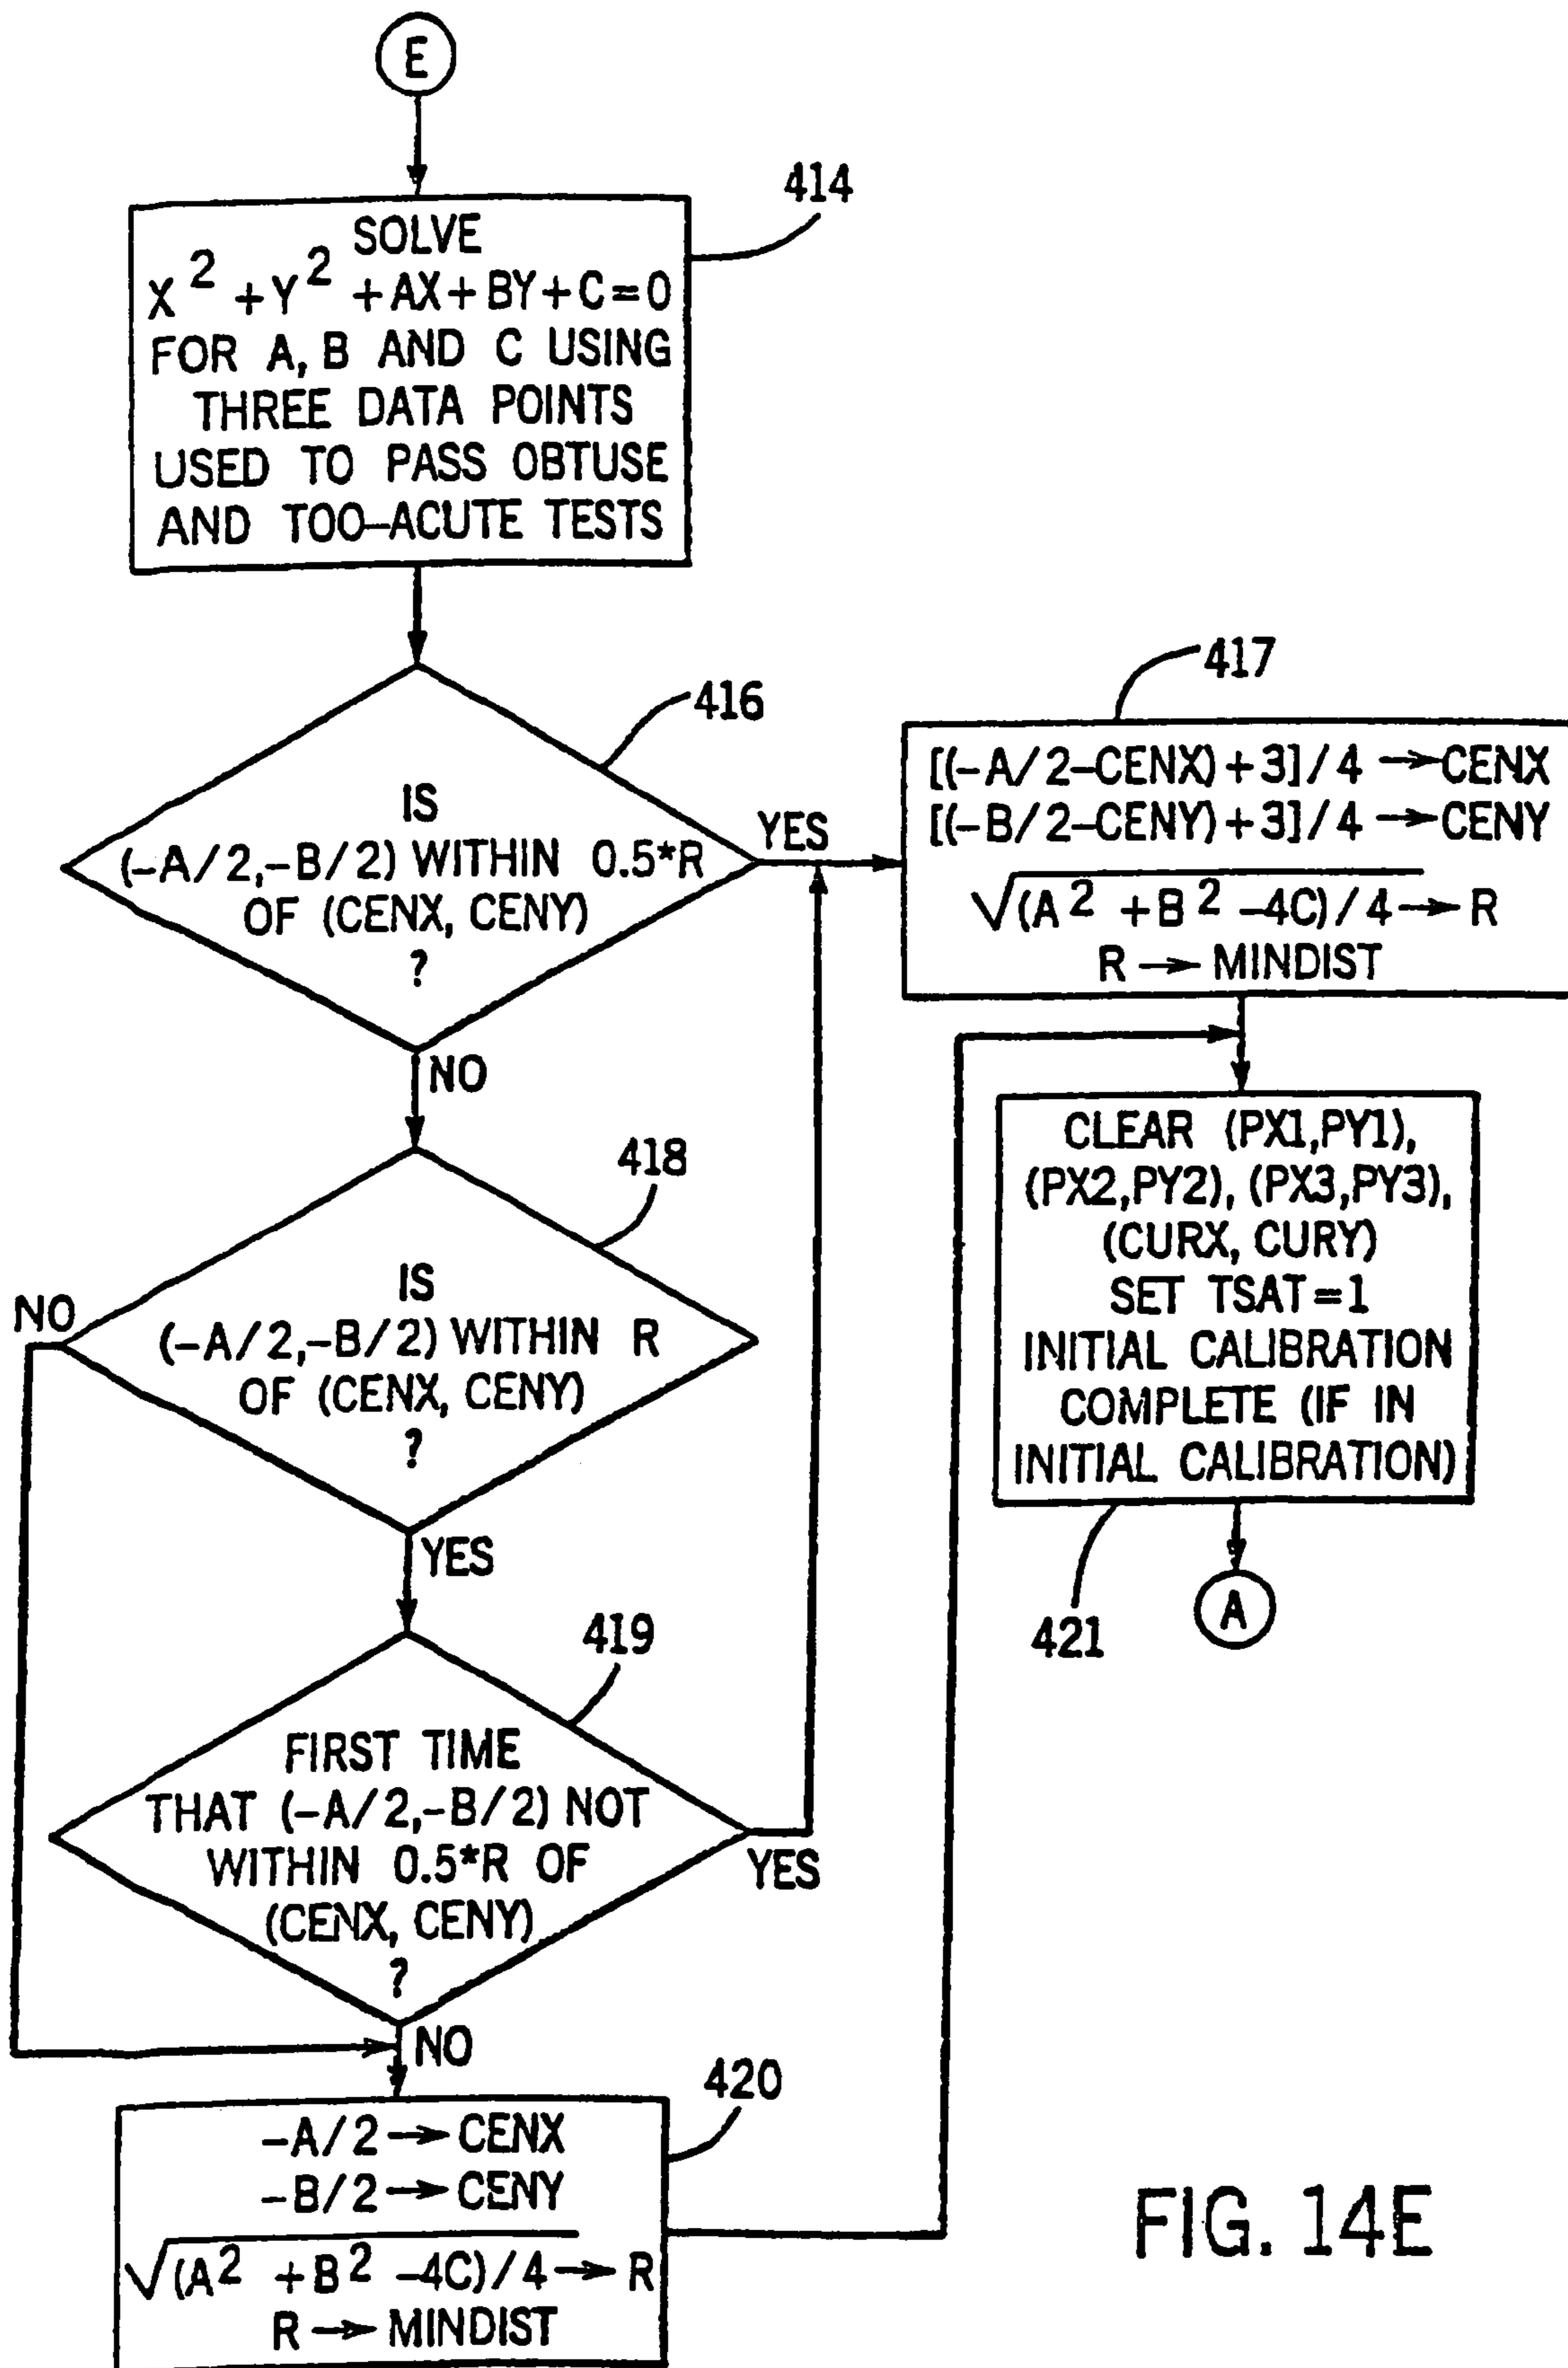 E
414
SOLVE
X² + Y² + AX + BY + C = 0
FOR A, B AND C USING
THREE DATA POINTS
USED TO PASS OBTUSE
AND TOO-ACUTE TESTS
416
IS
(-A/2,-B/2) WITHIN 0.5*R
OF (CENX, CENY)
?
YES
NO
417
[(-A/2-CENX)+3]/4 → CENX
[(-B/2-CENY)+3]/4 → CENY
√(A² + B² -4C)/4 → R
R → MINDIST
418
IS
(-A/2,-B/2) WITHIN R
OF (CENX, CENY)
?
NO
YES
CLEAR (PX1,PY1),
(PX2,PY2), (PX3,PY3),
(CURX, CURY)
SET TSAT=1
INITIAL CALIBRATION
COMPLETE (IF IN
INITIAL CALIBRATION)
421
A
419
FIRST TIME
THAT (-A/2,-B/2) NOT
WITHIN 0.5*R OF
(CENX, CENY)
?
YES
NO
420
-A/2 → CENX
-B/2 → CENY
√(A² + B² -4C)/4 → R
R → MINDIST
FIG. 14E